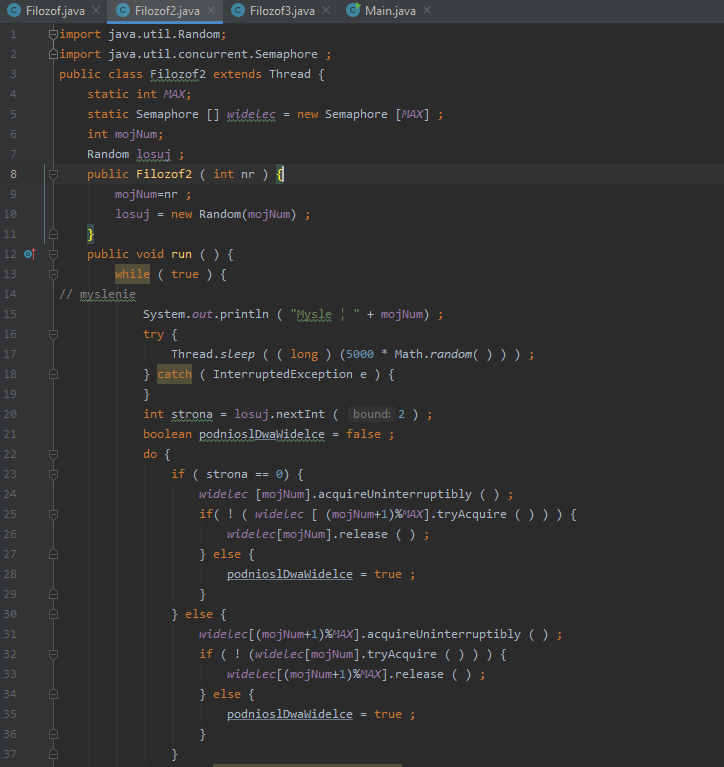 Filozof.java Filozof2.java Filozof3.java Main.java
1 import java.util.Random;
2 import java.util.concurrent.Semaphore ;
3 public class Filozof2 extends Thread {
4 static int MAX;
5 static Semaphore [] widelec = new Semaphore [MAX] ;
6 int mojNum;
7 Random losuj ;
8 public Filozof2 ( int nr ) {
9 mojNum=nr ;
10 losuj = new Random(mojNum) ;
11 }
12 public void run ( ) {
13 while ( true ) {
14 // myslenie
15 System.out.println ( "Mysle ¦ " + mojNum) ;
16 try {
17 Thread.sleep ( ( long ) (5000 * Math.random( ) ) ) ;
18 } catch ( InterruptedException e ) {
19 }
20 int strona = losuj.nextInt ( bound: 2 ) ;
21 boolean podnioslDwaWidelce = false ;
22 do {
23 if ( strona == 0) {
24 widelec [mojNum].acquireUninterruptibly ( ) ;
25 if( ! ( widelec [ (mojNum+1)%MAX].tryAcquire ( ) ) ) {
26 widelec[mojNum].release ( ) ;
27 } else {
28 podnioslDwaWidelce = true ;
29 }
30 } else {
31 widelec[(mojNum+1)%MAX].acquireUninterruptibly ( ) ;
32 if ( ! (widelec[mojNum].tryAcquire ( ) ) ) {
33 widelec[(mojNum+1)%MAX].release ( ) ;
34 } else {
35 podnioslDwaWidelce = true ;
36 }
37 }